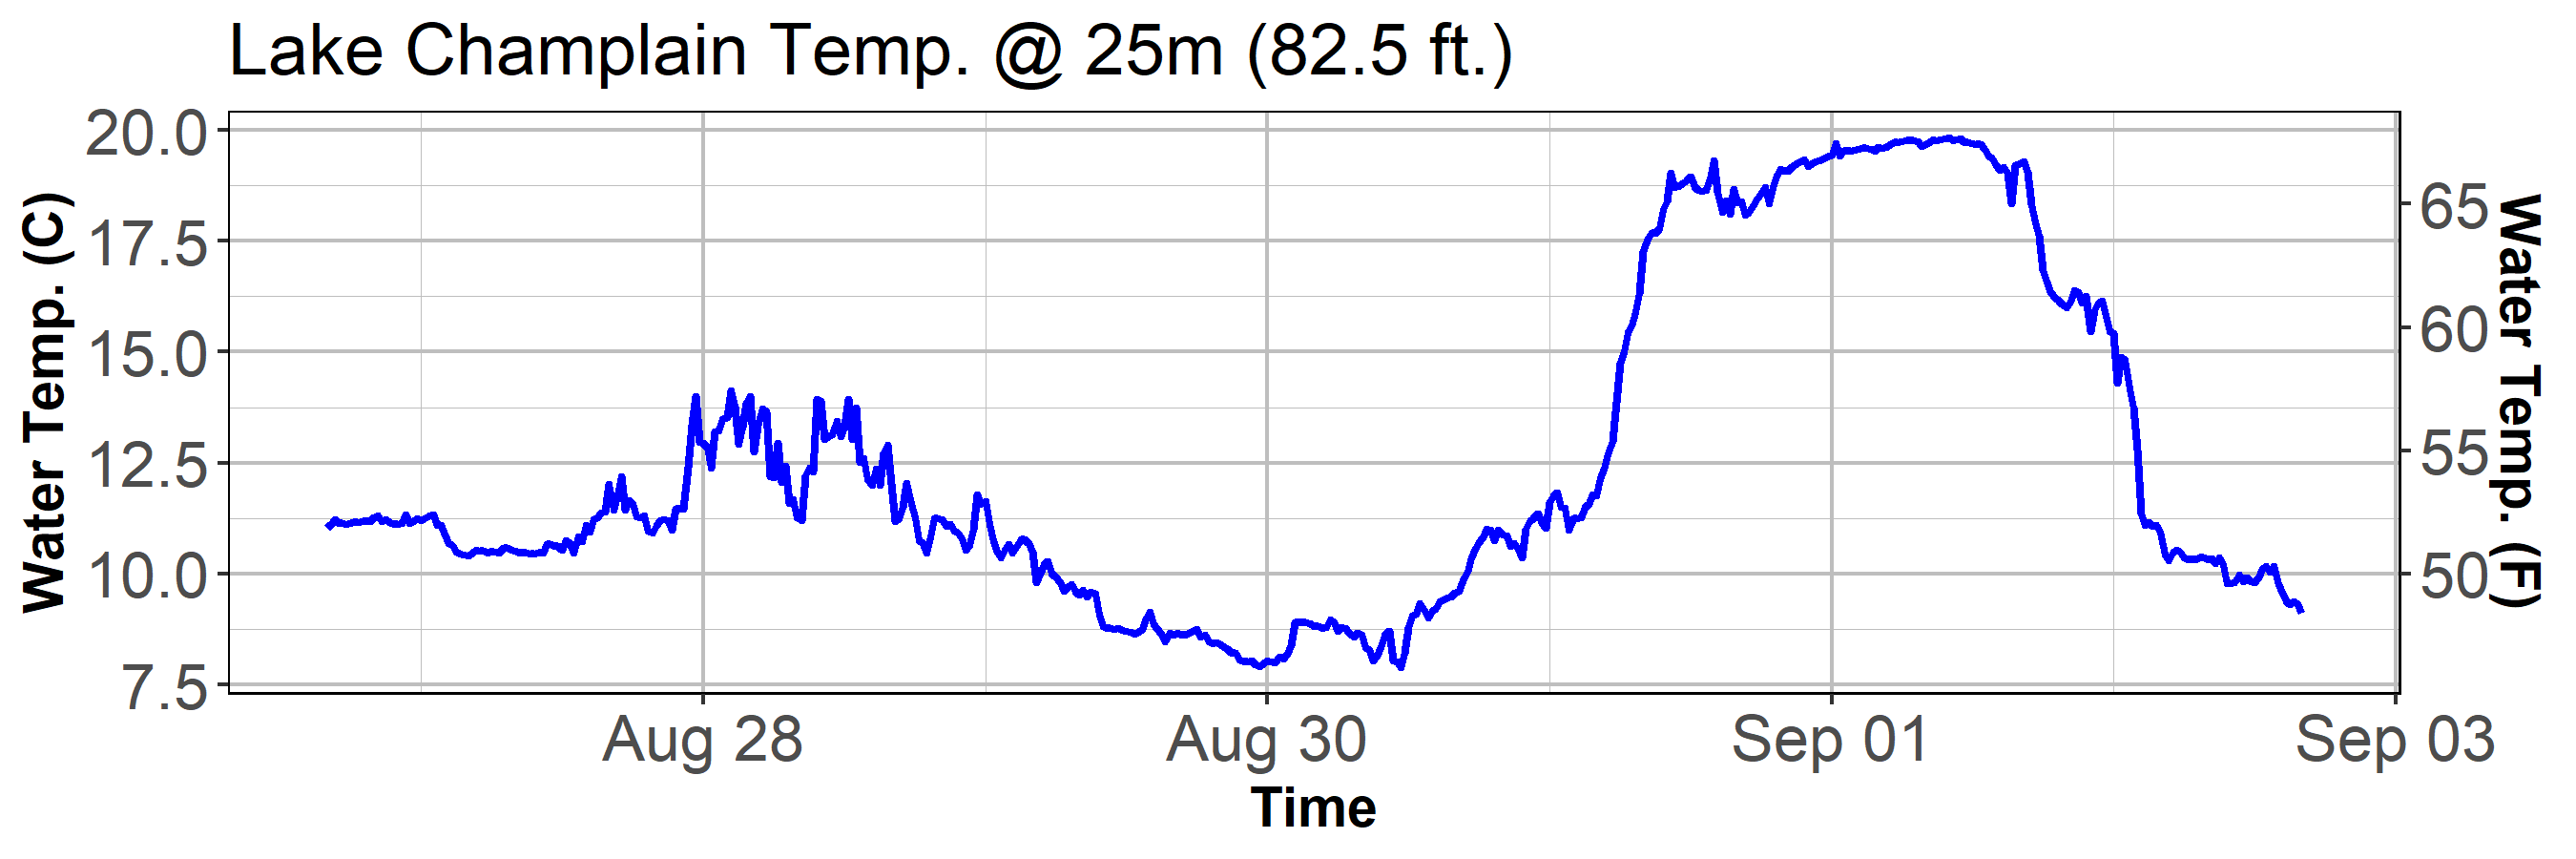 Lake Champlain Temp. @ 25m (82.5 ft.)
Water Temp. (C)
20.0
17.5
15.0
12.5
10.0
7.5
65
60
55
50
Water Temp. (F)
Aug 28
Aug 30
Sep 01
Sep 03
Time